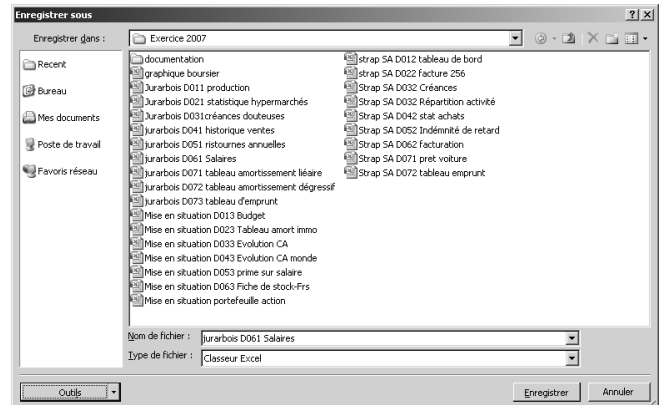 Enregistrer sous
Enregistrer dans :
Exercice 2007
Recent
Bureau
Mes documents
Poste de travail
Favoris réseau
documentation
graphique boursier
Jurarbois D011 production
Jurarbois D021 statistique hypermarchés
Jurarbois D031créances douteuses
jurarbois D041 historique ventes
jurarbois D051 ristournes annuelles
jurarbois D061 Salaires
jurarbois D071 tableau amortissement liéaire
jurarbois D072 tableau amortissement dégressif
jurarbois D073 tableau d'emprunt
Mise en situation D013 Budget
Mise en situation D023 Tableau amort immo
Mise en situation D033 Evolution CA
Mise en situation D043 Evolution CA monde
Mise en situation D053 prime sur salaire
Mise en situation D063 Fiche de stock-Frs
Mise en situation portefeuille action
strap SA D012 tableau de bord
strap SA D022 facture 256
Strap SA D032 Créances
Strap SA D032 Répartition activité
Strap SA D042 stat achats
Strap SA D052 Indémnité de retard
Strap SA D062 facturation
Strap SA D071 pret voiture
Strap SA D072 tableau emprunt
Nom de fichier :
jurarbois D061 Salaires
Type de fichier :
Classeur Excel
Outils
Enregistrer
Annuler